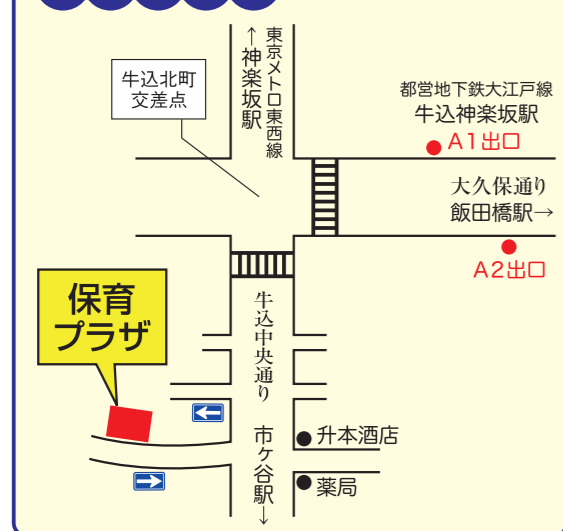 東京メトロ東西線
←神楽坂駅
牛込北町
交差点
都営地下鉄大江戸線
牛込神楽坂駅
A1出口
大久保通り
飯田橋駅→
A2出口
保育
プラザ
牛込中央通り
市ヶ谷駅→
升本酒店
薬局